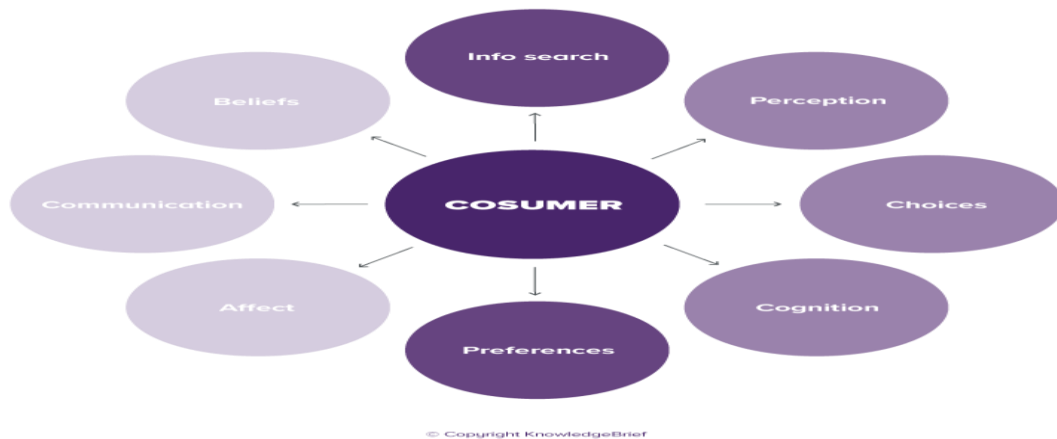 Info search
Beliefs
Perception
Communication
COSUMER
Choices
Affect
Cognition
Preferences
© Copyright KnowledgeBrief